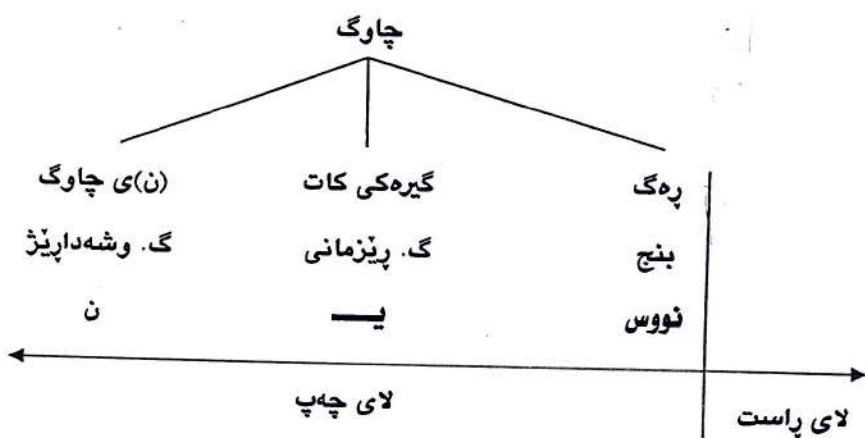 چاوگ
ڕەگ گیرەکی کات (ن)ی چاوگ
بنج گ. ڕێزمانی گ. وشەداڕێژ
نووس یـــ ن
لای چەپ
لای ڕاست